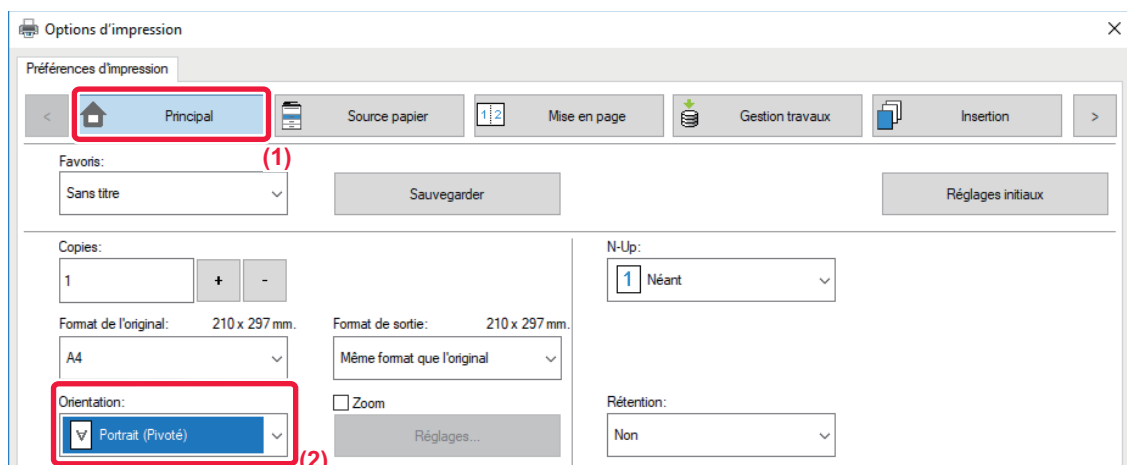 Options d'impression
Préférences d'impression
< Principal Source papier 1 2 Mise en page Gestion travaux Insertion >
(1)
Favoris:
Sans titre Sauvegarder Réglages initiaux
Copies: N-Up:
1 + - 1 Néant
Format de l'original: 210 x 297 mm. Format de sortie: 210 x 297 mm.
A4 Même format que l'original
Orientation: Zoom Rétention:
A Portrait (Pivoté) Réglages... Non
(2)